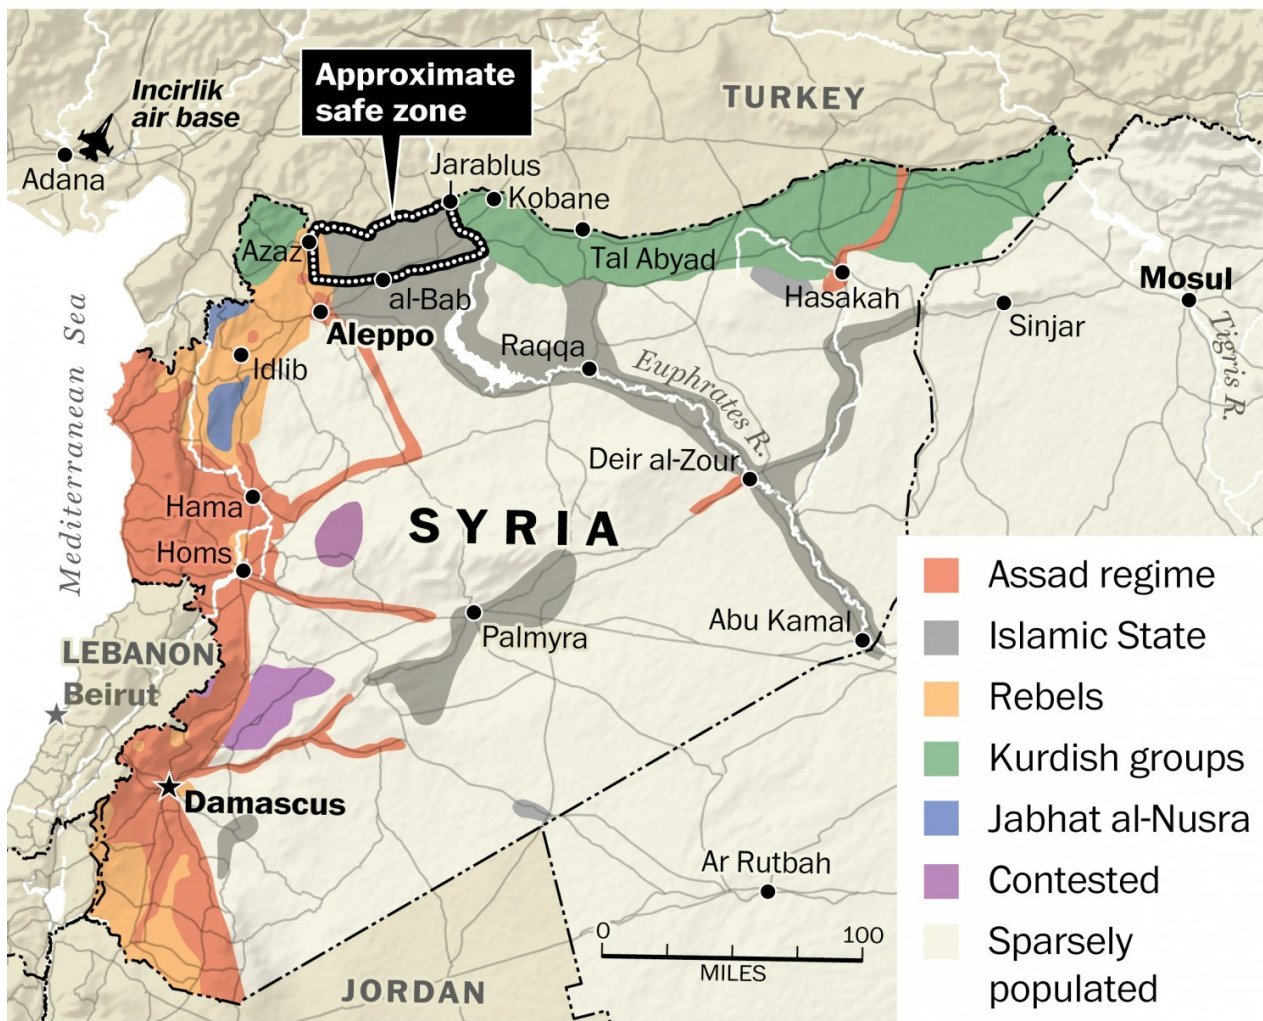 Approximate
safe zone
Incirlik
air base
TURKEY
Adana
Jarablus
Kobane
Azaz
Tal Abyad
al-Bab
Hasakah
Mosul
Sinjar
Aleppo
Raqqa
Idlib
Euphrates R.
Tigris R.
Mediterranean Sea
Deir al-Zour
Hama
SYRIA
Homs
Abu Kamal
Palmyra
LEBANON
Beirut
Damascus
Ar Rutbah
JORDAN
0 100
MILES
Assad regime
Islamic State
Rebels
Kurdish groups
Jabhat al-Nusra
Contested
Sparsely
populated